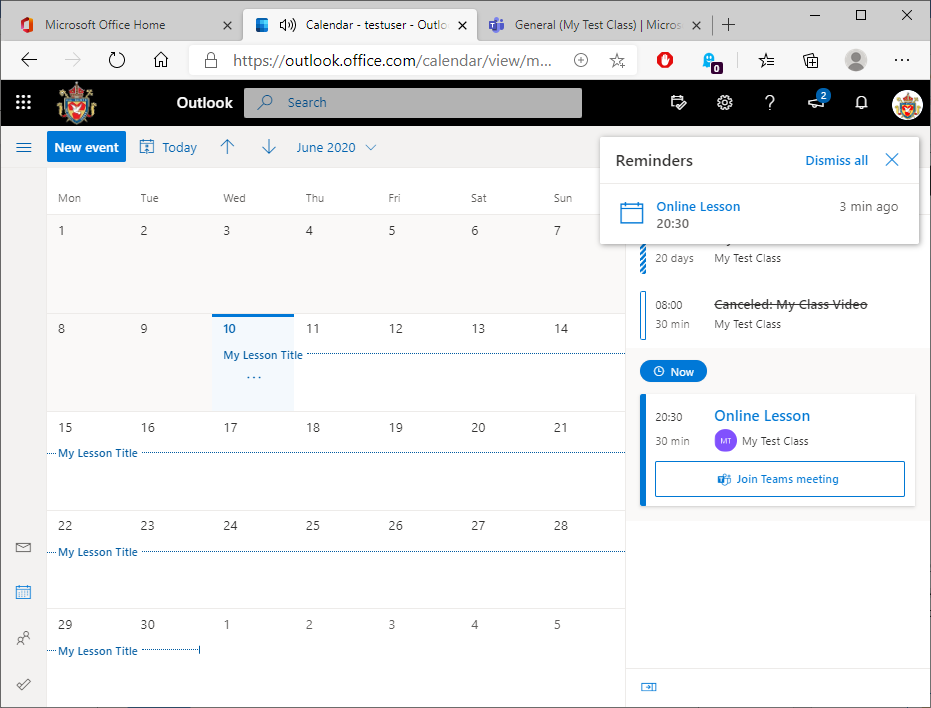 Microsoft Office Home
Calendar - testuser - Outlo
General (My Test Class) | Micros
https://outlook.office.com/calendar/view/m...
0
Outlook
Search
2
New event
Today
June 2020
Reminders
Dismiss all
Online Lesson
3 min ago
20:30
Mon Tue Wed Thu Fri Sat Sun
1 2 3 4 5 6 7
8 9 10 11 12 13 14
My Lesson Title
...
15 16 17 18 19 20 21
My Lesson Title
22 23 24 25 26 27 28
My Lesson Title
29 30 1 2 3 4 5
My Lesson Title
20 days My Test Class
08:00 Canceled: My Class Video
30 min My Test Class
Now
20:30 Online Lesson
30 min MT My Test Class
Join Teams meeting